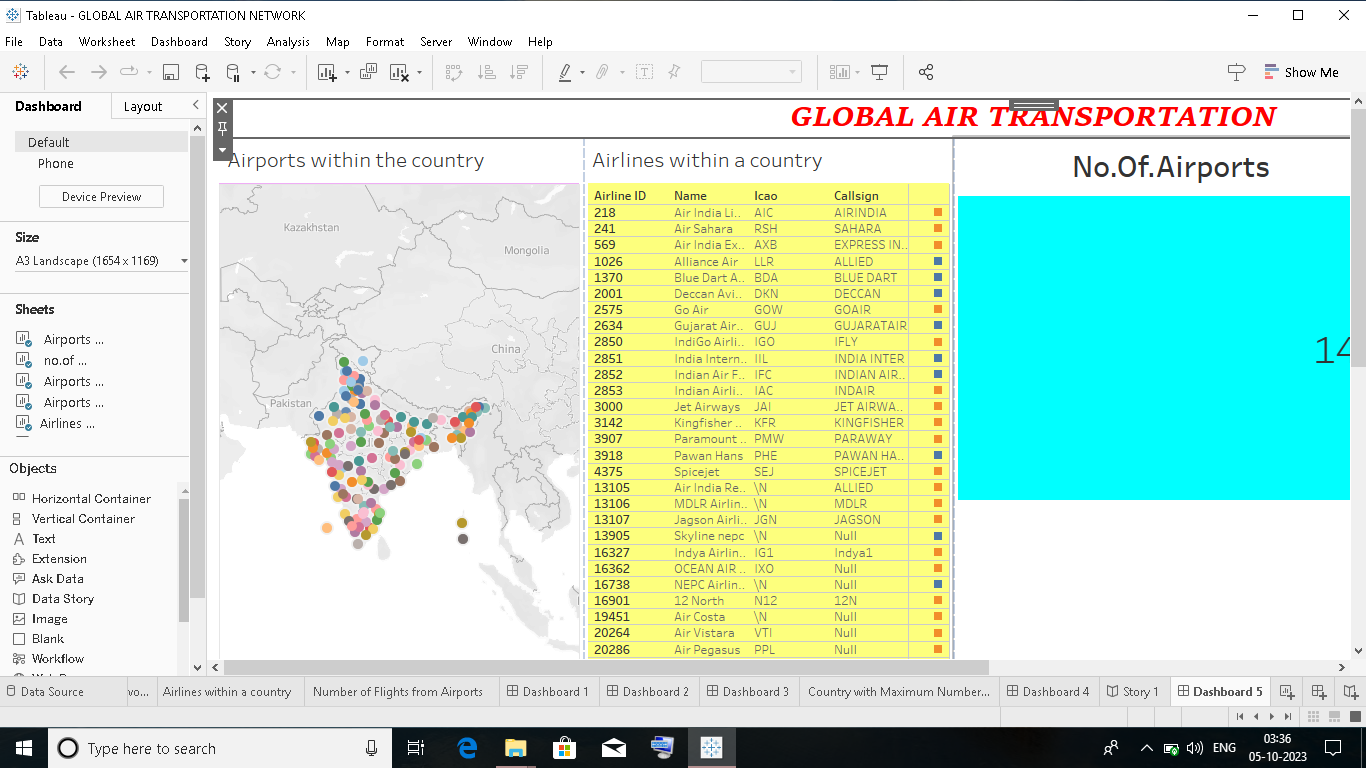 Tableau - GLOBAL AIR TRANSPORTATION NETWORK
File Data Worksheet Dashboard Story Analysis Map Format Server Window Help
Show Me
Dashboard Layout
Default
Phone
Device Preview
Size
A3 Landscape (1654 x 1169)
Sheets
Airports ...
no.of ...
Airports ...
Airports ...
Airlines ...
Objects
Horizontal Container
Vertical Container
Text
Extension
Ask Data
Data Story
Image
Blank
Workflow
GLOBAL AIR TRANSPORTATION
Airports within the country
Kazakhstan
Mongolia
China
Pakistan
Airlines within a country
Airline ID Name Icao Callsign
218 Air India Li.. AIC AIRINDIA
241 Air Sahara RSH SAHARA
569 Air India Ex.. AXB EXPRESS IN..
1026 Alliance Air LLR ALLIED
1370 Blue Dart A.. BDA BLUE DART
2001 Deccan Avi.. DKN DECCAN
2575 Go Air GOW GOAIR
2634 Gujarat Air.. GUJ GUJARATAIR
2850 IndiGo Airli.. IGO IFLY
2851 India Intern.. IIL INDIA INTER
2852 Indian Air F.. IFC INDIAN AIR..
2853 Indian Airli.. IAC INDAIR
3000 Jet Airways JAI JET AIRWA..
3142 Kingfisher .. KFR KINGFISHER
3907 Paramount .. PMW PARAWAY
3918 Pawan Hans PHE PAWAN HA..
4375 Spicejet SEJ SPICEJET
13105 Air India Re.. \N ALLIED
13106 MDLR Airlin.. \N MDLR
13107 Jagson Airli.. JGN JAGSON
13905 Skyline nepc \N Null
16327 Indya Airlin.. IG1 Indya1
16362 OCEAN AIR .. IXO Null
16738 NEPC Airlin.. \N Null
16901 12 North N12 12N
19451 Air Costa \N Null
20264 Air Vistara VTI Null
20286 Air Pegasus PPL Null
No.Of.Airports
14
Data Source
wo...
Airlines within a country
Number of Flights from Airports
Dashboard 1
Dashboard 2
Dashboard 3
Country with Maximum Number...
Dashboard 4
Story 1
Dashboard 5
Type here to search
ENG
03:36
05-10-2023